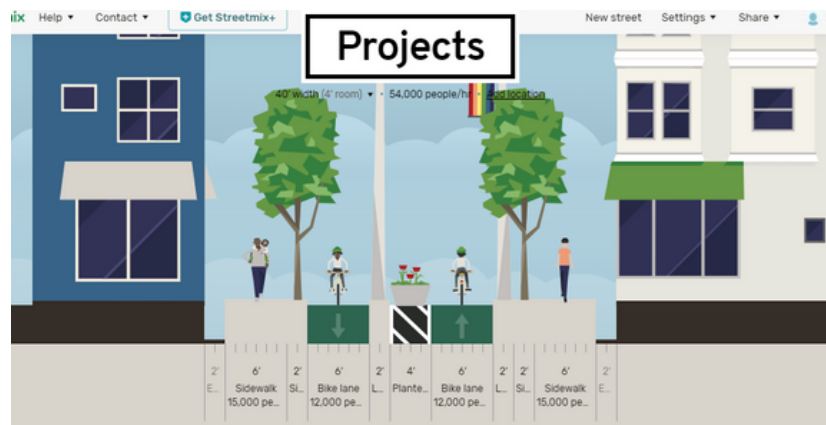 ix Help ▾ Contact ▾ Get Streetmix+ New street Settings ▾ Share ▾
Projects
40' width (4' room) ▾ · 54,000 people/hr · Add location
2' 6' 2' 6' 2' 4' 6' 2' 2' 6' 2'
E... Sidewalk Si... Bike lane L... Plante... Bike lane L... Si... Sidewalk E...
15,000 pe... 12,000 pe... 12,000 pe... 15,000 pe...